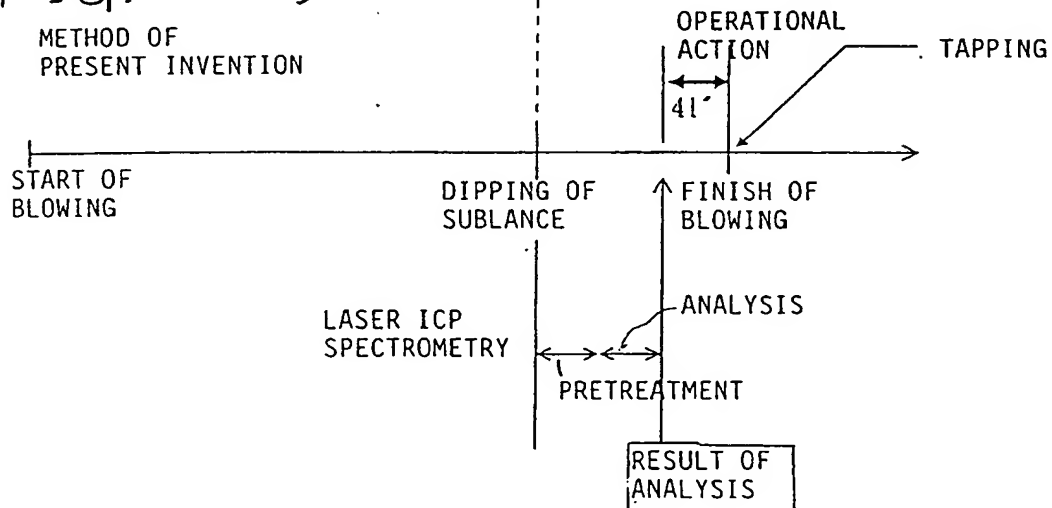 METHOD OF
PRESENT INVENTION
OPERATIONAL
ACTION
TAPPING
41″
START OF
BLOWING
DIPPING OF
SUBLANCE
FINISH OF
BLOWING
LASER ICP
SPECTROMETRY
ANALYSIS
PRETREATMENT
RESULT OF
ANALYSIS